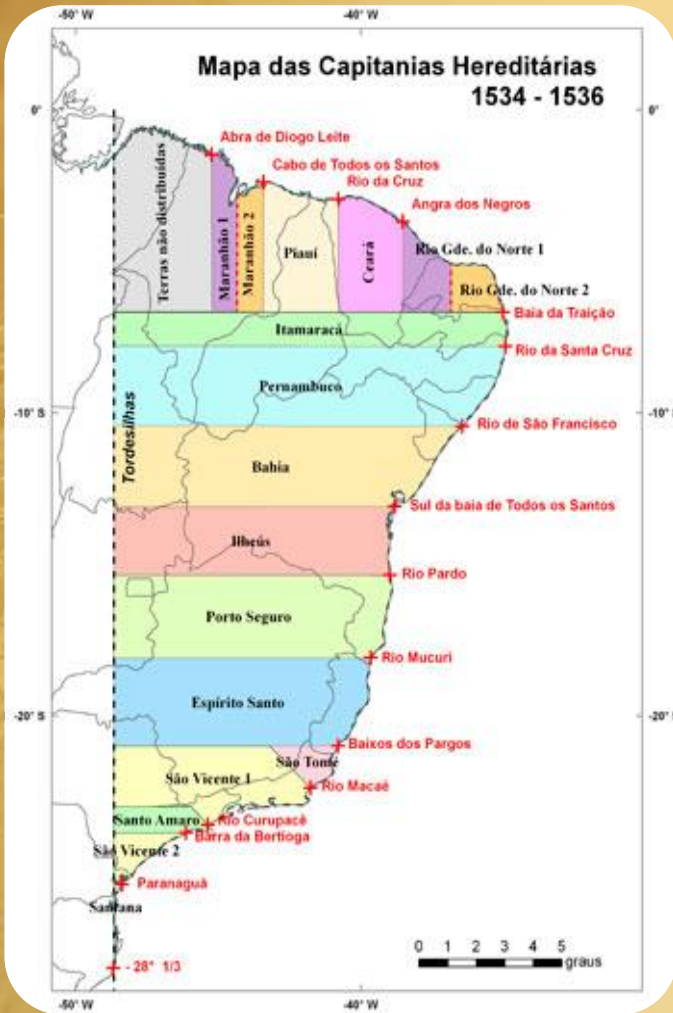 -50° W
-40° W
Mapa das Capitanias Hereditárias
1534 - 1536
0°
0°
Abra de Diogo Leite
Cabo de Todos os Santos
Rio da Cruz
Angra dos Negros
Terras não distribuídas
Maranhão 1
Maranhão 2
Piauí
Ceará
Rio Gde. do Norte 1
Rio Gde. do Norte 2
Baia da Traição
Itamaracá
Rio da Santa Cruz
Pernambuco
-10° S
-10° S
Rio de São Francisco
Tordesilhas
Bahia
Sul da baia de Todos os Santos
Ilheús
Rio Pardo
Porto Seguro
Rio Mucuri
Espírito Santo
-20° S
-20° S
Baixos dos Pargos
São Tomé
São Vicente 1
Rio Macaé
Santo Amaro
Rio Curupacê
Barra da Bertioga
São Vicente 2
Paranaguá
Santana
- 28° 1/3
0 1 2 3 4 5
graus
-50° W
-40° W